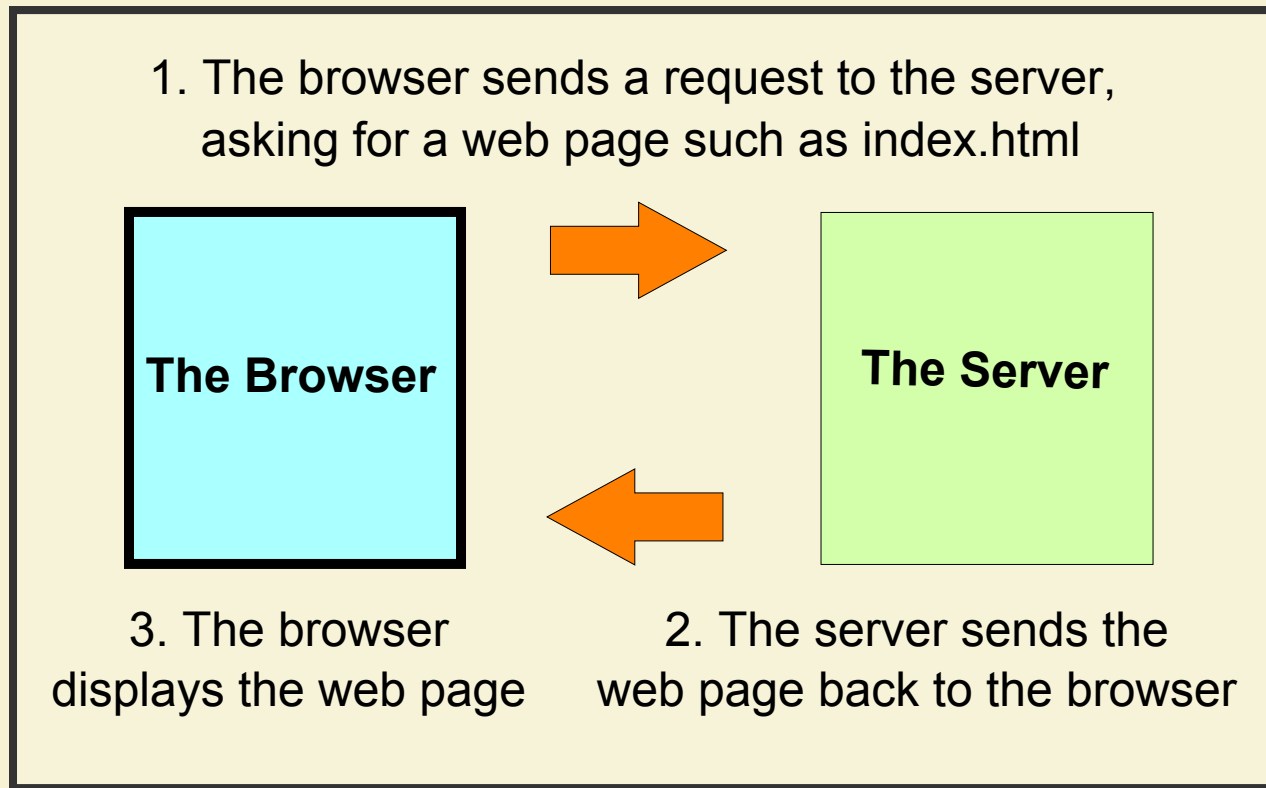 1. The browser sends a request to the server,
asking for a web page such as index.html
The Browser
The Server
3. The browser
displays the web page
2. The server sends the
web page back to the browser